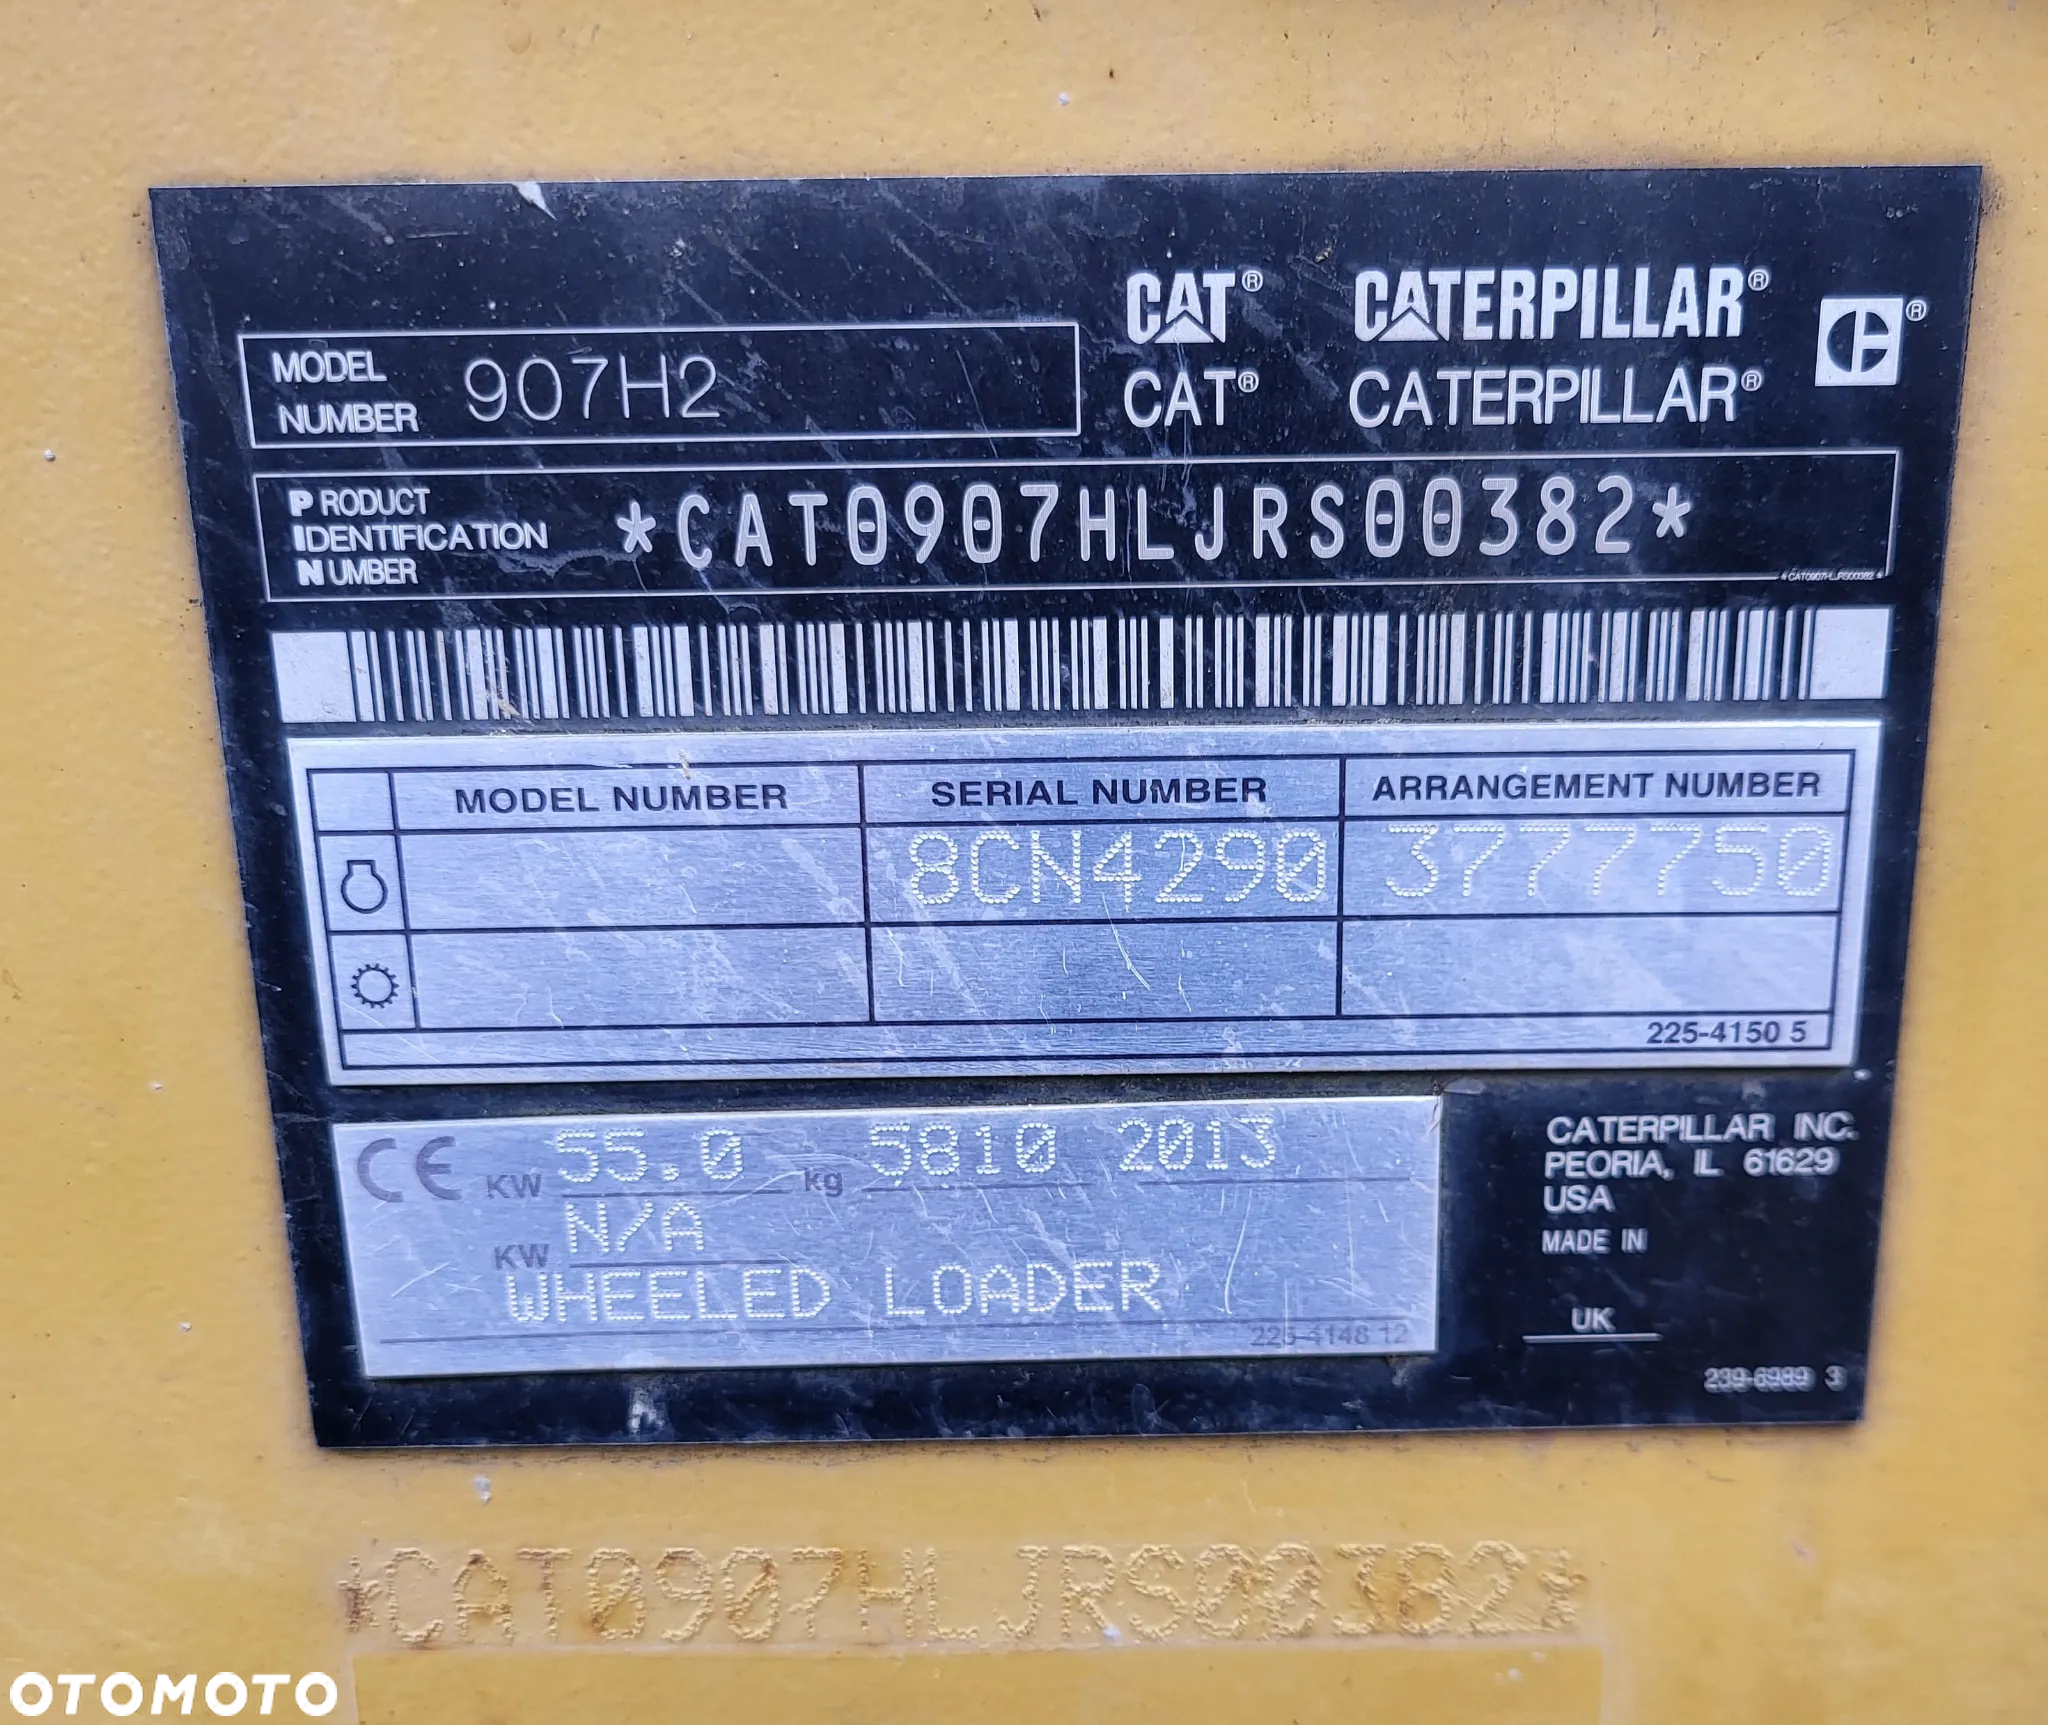 CAT® CATERPILLAR®
MODEL NUMBER 907H2
CAT® CATERPILLAR®
PRODUCT IDENTIFICATION NUMBER *CAT0907HLJRS00382*
*CAT0907HLJRS00382*
MODEL NUMBER SERIAL NUMBER ARRANGEMENT NUMBER
8CN4290 3777750
225-4150 5
CE KW 55.0 kg 5810 2013
KW N/A
WHEELED LOADER
225-4148 12
CATERPILLAR INC.
PEORIA, IL 61629
USA
MADE IN
UK
239-6989 3
*CAT0907HLJRS00382*
OTOMOTO